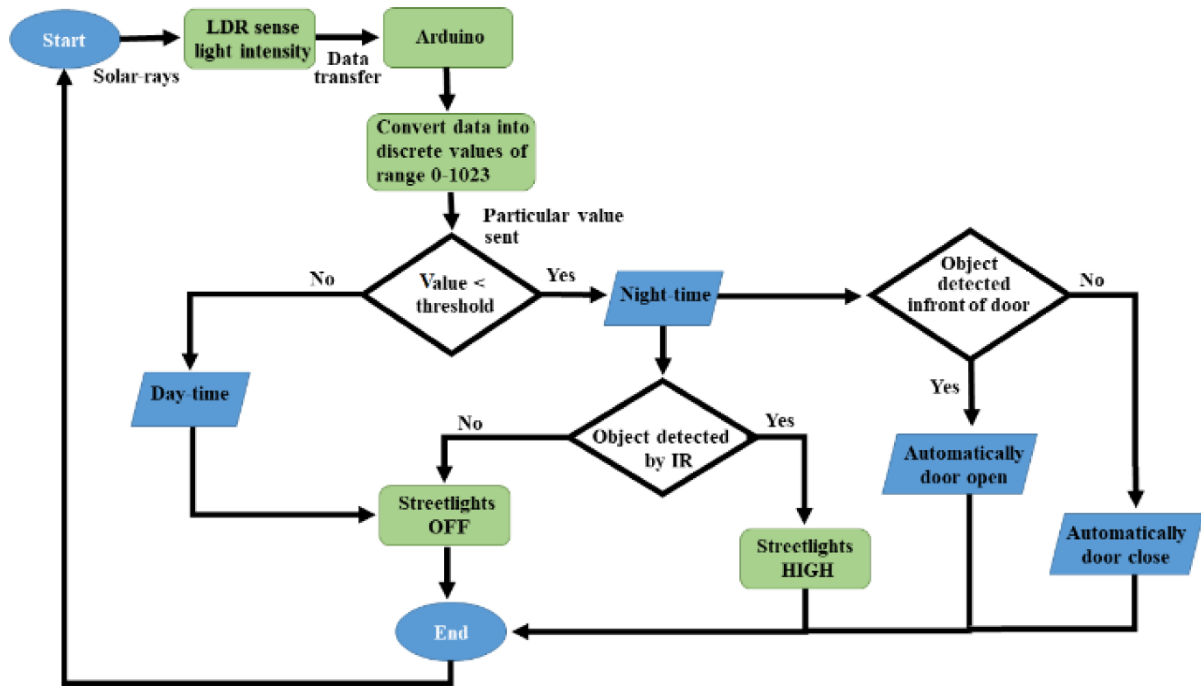 Start
Solar-rays
LDR sense
light intensity
Data
transfer
Arduino
Convert data into
discrete values of
range 0-1023
Particular value
sent
Value <
threshold
No
Yes
Day-time
Night-time
Object
detected
infront of door
No
Yes
Object detected
by IR
No
Yes
Automatically
door open
Automatically
door close
Streetlights
OFF
Streetlights
HIGH
End